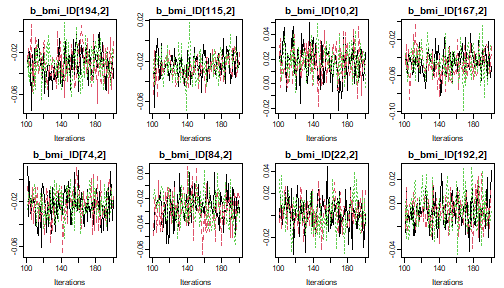 b_bmi_ID[194,2] b_bmi_ID[115,2] b_bmi_ID[10,2] b_bmi_ID[167,2]
-0.02 -0.06
-0.02 -0.06
0.04 0.02 0.00 -0.02
-0.02 -0.06 -0.10
100 140 180 100 140 180 100 140 180 100 140 180
Iterations Iterations Iterations Iterations
b_bmi_ID[74,2] b_bmi_ID[84,2] b_bmi_ID[22,2] b_bmi_ID[192,2]
-0.02 -0.06
0.00 -0.02 -0.04
0.04 0.00 -0.02
0.02 0.00 -0.04
100 140 180 100 140 180 100 140 180 100 140 180
Iterations Iterations Iterations Iterations